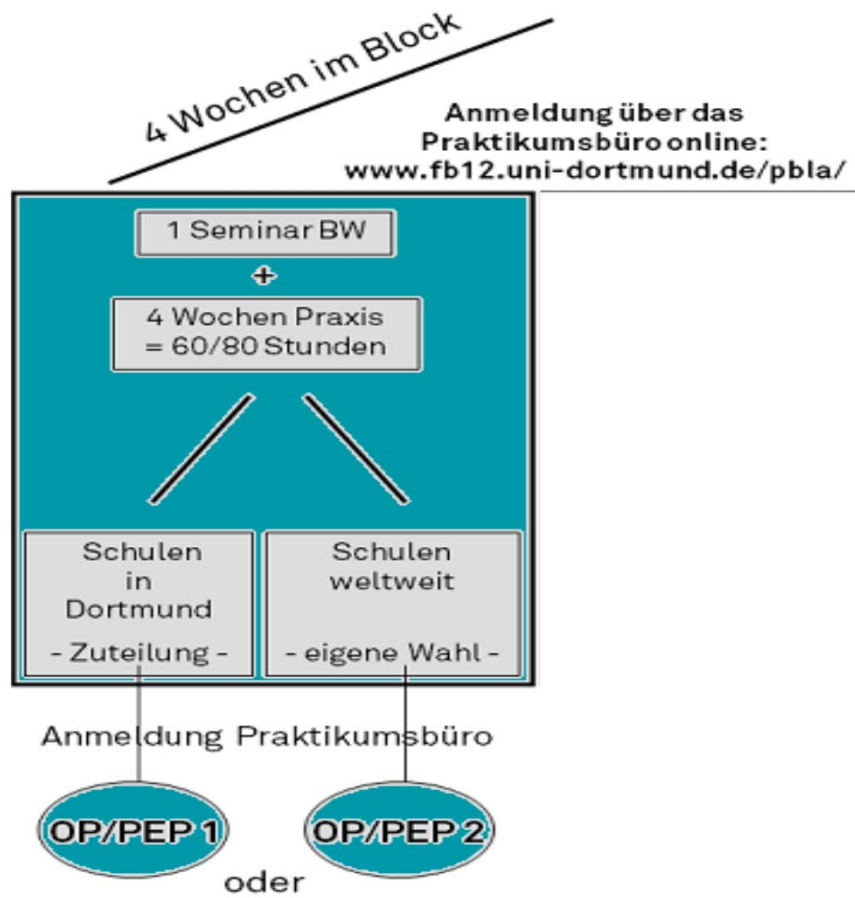 4 Wochen im Block
Anmeldung über das
Praktikumsbüro online:
www.fb12.uni-dortmund.de/pbla/
1 Seminar BW
+
4 Wochen Praxis
= 60/80 Stunden
Schulen
in
Dortmund
- Zuteilung -
Schulen
weltweit
- eigene Wahl -
Anmeldung Praktikumsbüro
OP/PEP 1
OP/PEP 2
oder